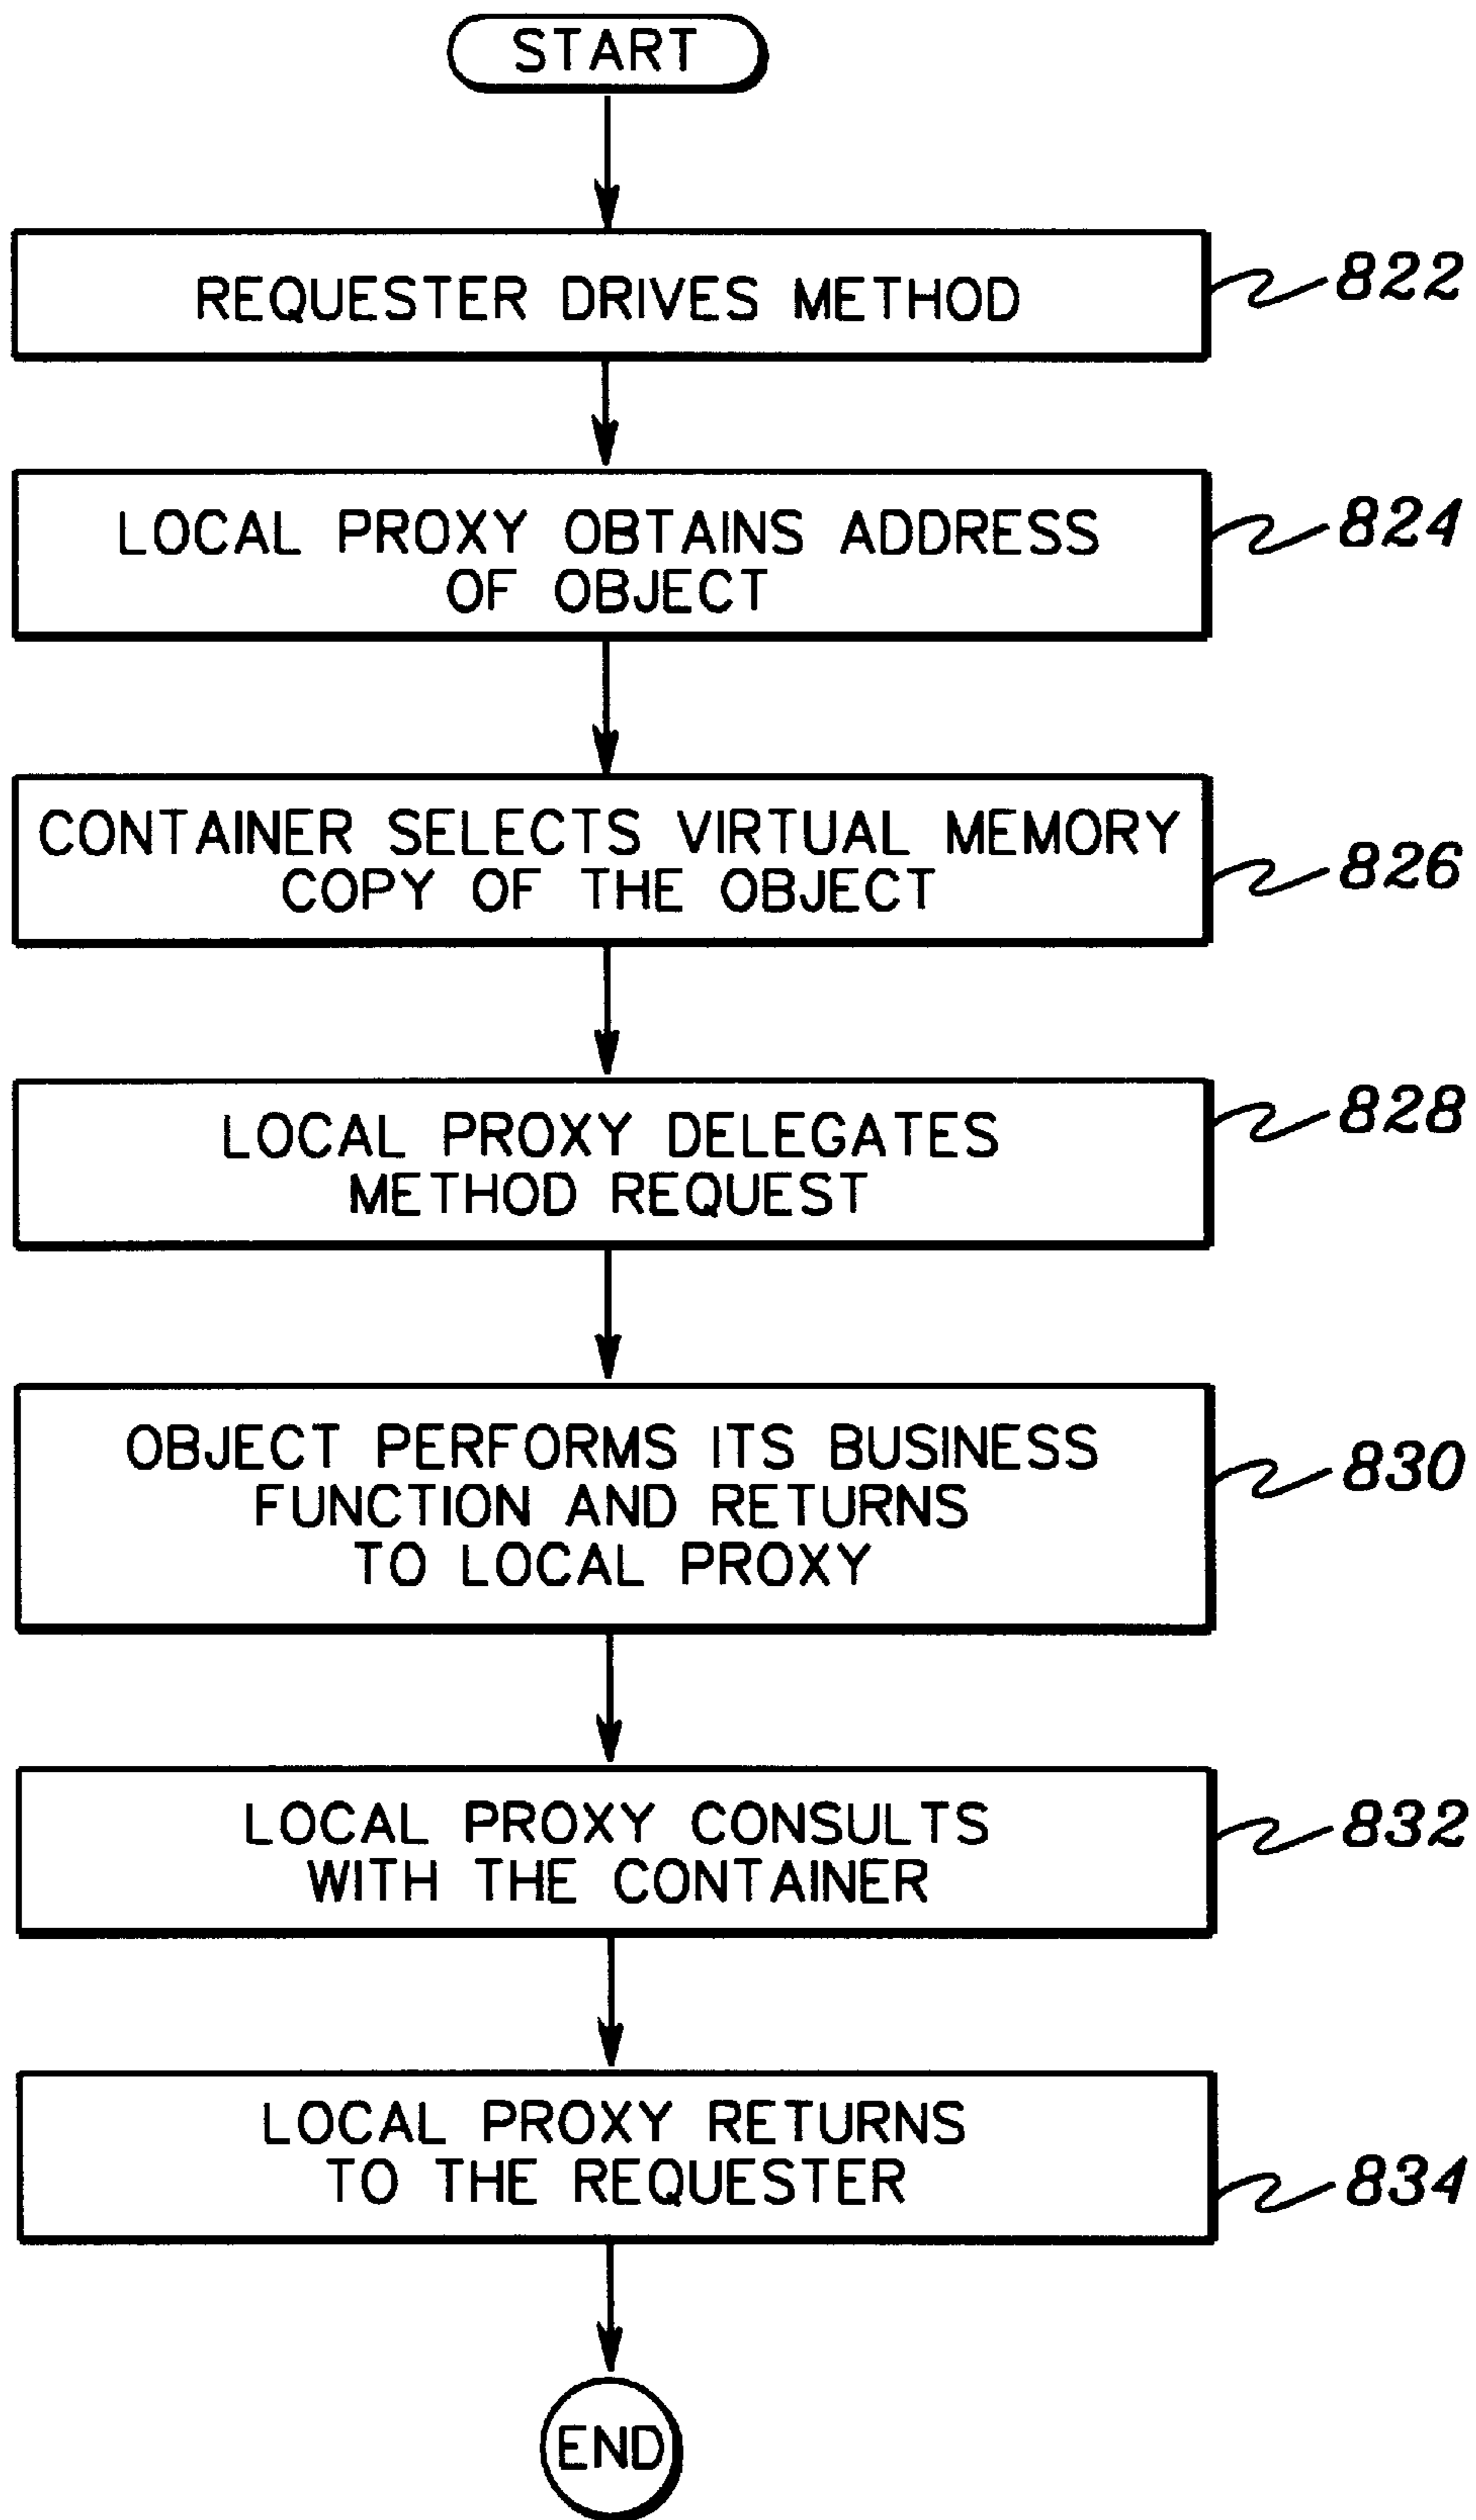 START
REQUESTER DRIVES METHOD
822
LOCAL PROXY OBTAINS ADDRESS
OF OBJECT
824
CONTAINER SELECTS VIRTUAL MEMORY
COPY OF THE OBJECT
826
LOCAL PROXY DELEGATES
METHOD REQUEST
828
OBJECT PERFORMS ITS BUSINESS
FUNCTION AND RETURNS
TO LOCAL PROXY
830
LOCAL PROXY CONSULTS
WITH THE CONTAINER
832
LOCAL PROXY RETURNS
TO THE REQUESTER
834
END